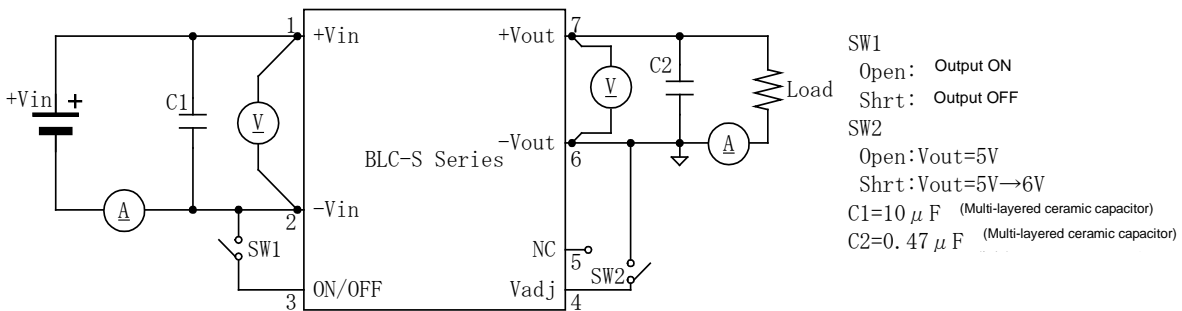 1
+Vin
+Vout
7
SW1
Open: Output ON
Shrt: Output OFF
SW2
Open:Vout=5V
Shrt:Vout=5V→6V
C1=10 μ F (Multi-layered ceramic capacitor)
C2=0.47 μ F (Multi-layered ceramic capacitor)
+Vin
+
C1
V
V
C2
Load
BLC-S Series
A
2
-Vin
-Vout
6
A
SW1
NC
5
SW2
3
ON/OFF
Vadj
4